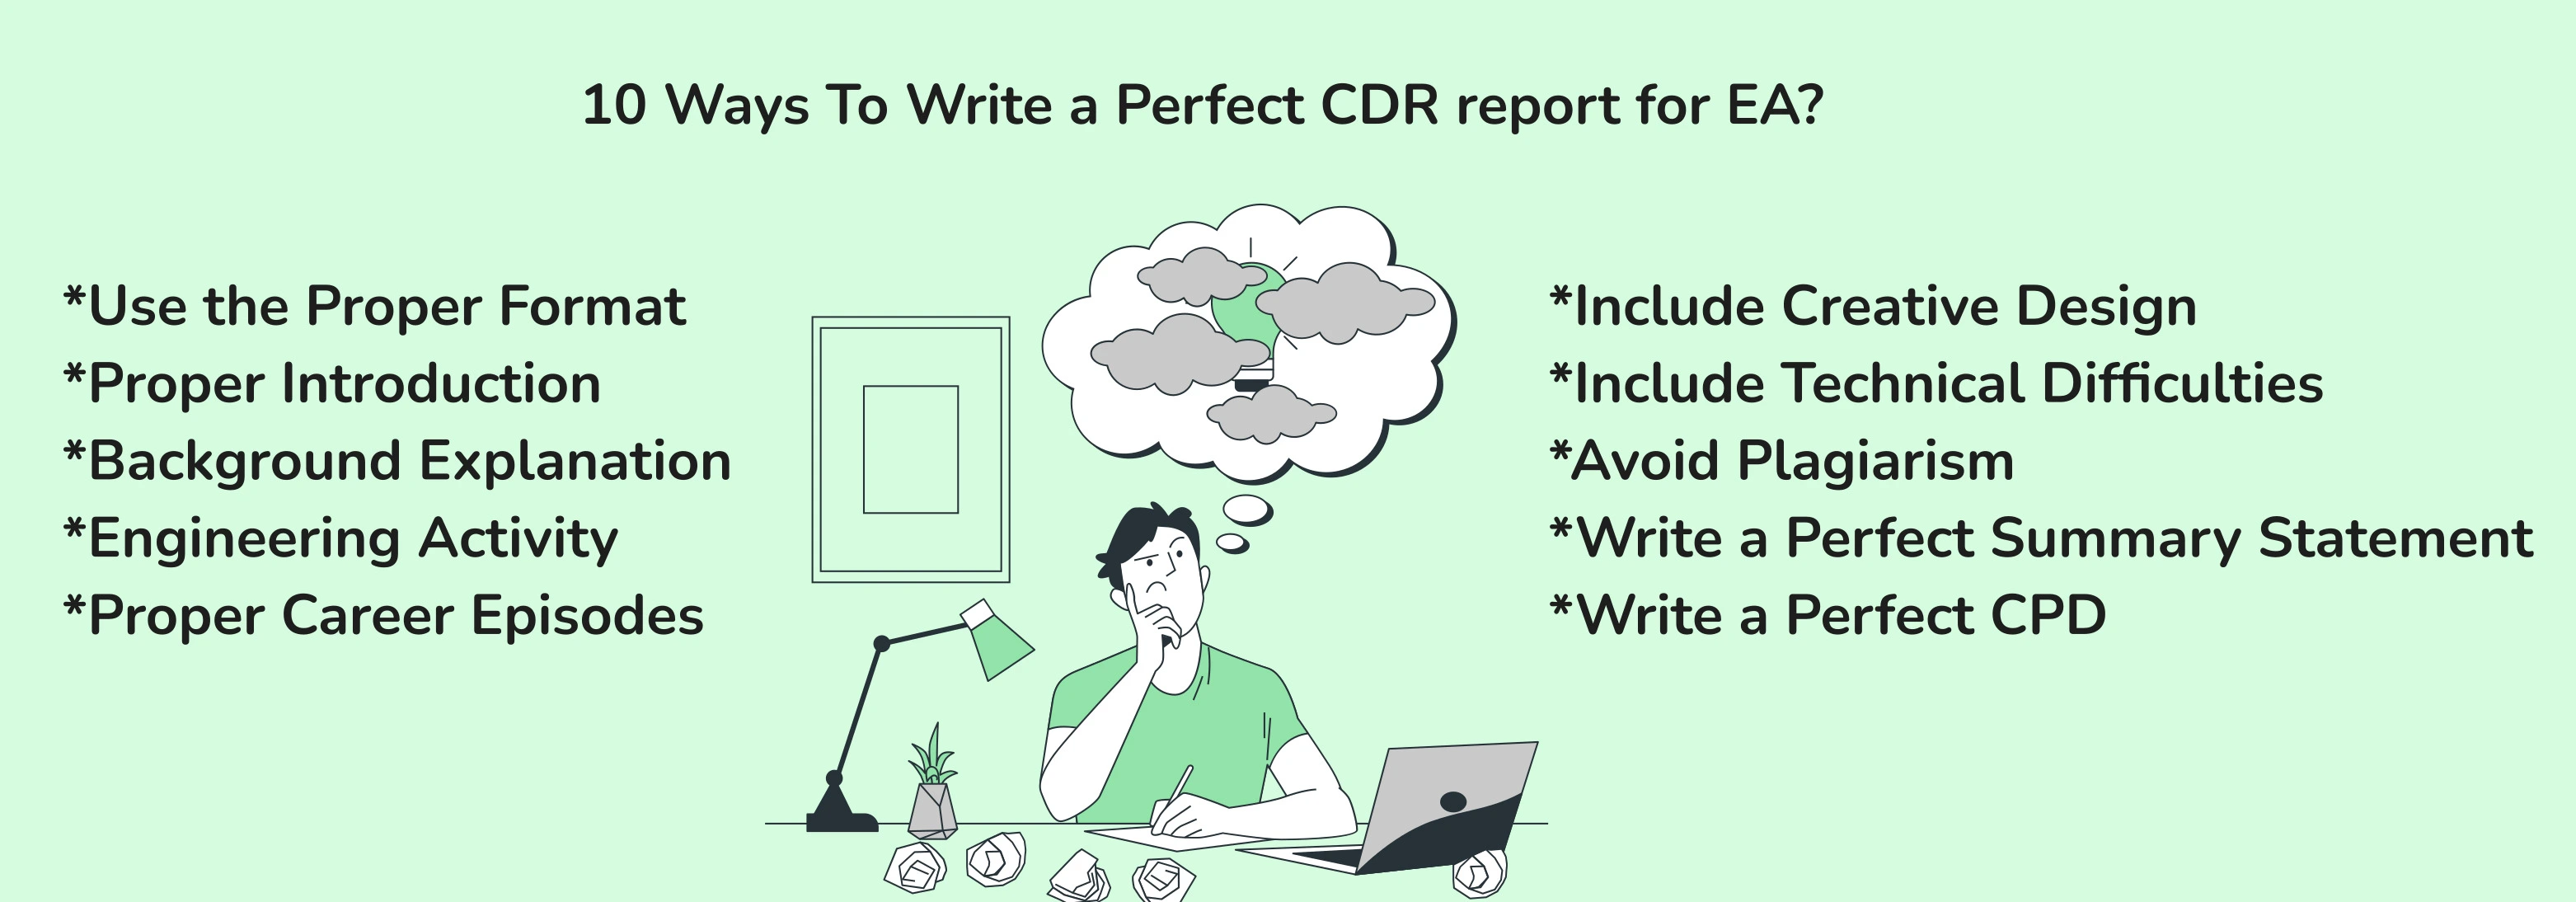 10 Ways To Write a Perfect CDR report for EA?
*Use the Proper Format
*Proper Introduction
*Background Explanation
*Engineering Activity
*Proper Career Episodes
*Include Creative Design
*Include Technical Difficulties
*Avoid Plagiarism
*Write a Perfect Summary Statement
*Write a Perfect CPD